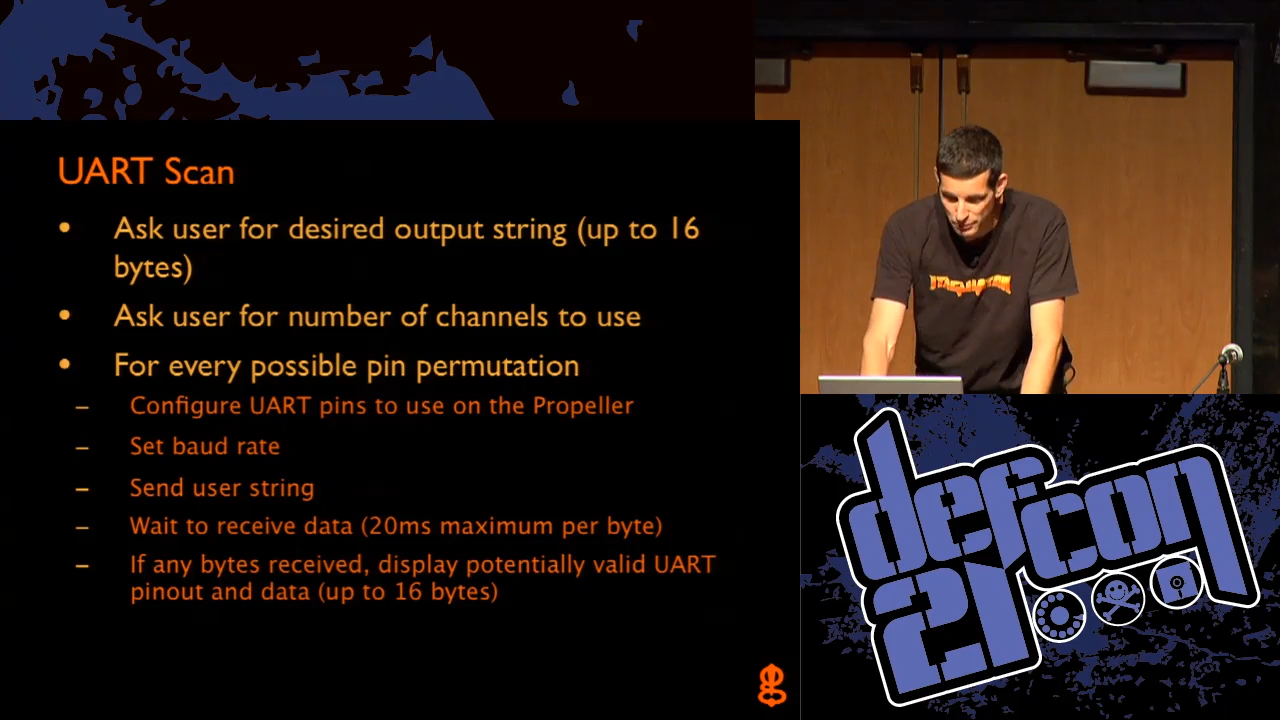 UART Scan
• Ask user for desired output string (up to 16
bytes)
• Ask user for number of channels to use
• For every possible pin permutation
– Configure UART pins to use on the Propeller
– Set baud rate
– Send user string
– Wait to receive data (20ms maximum per byte)
– If any bytes received, display potentially valid UART
pinout and data (up to 16 bytes)
defcon
21